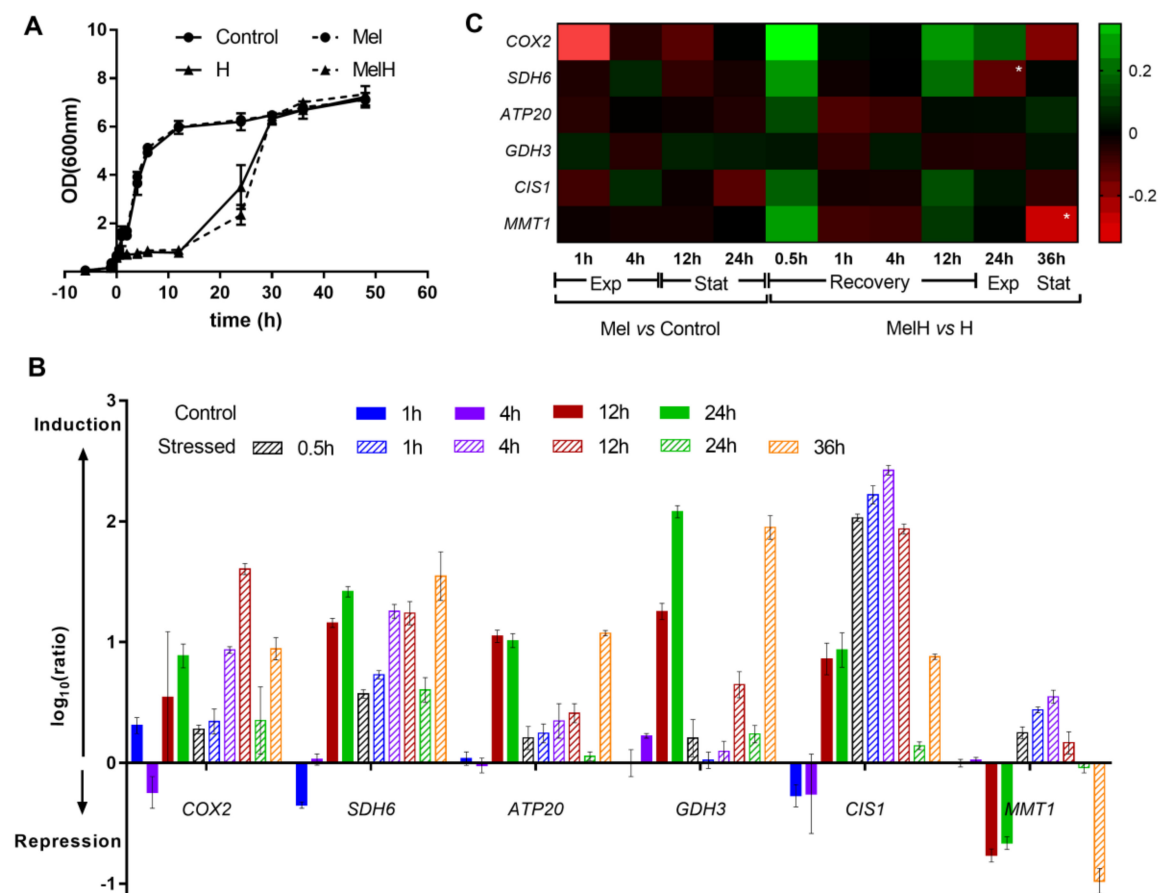 A
10
8
6
4
2
OD(600nm)
-10 0 10 20 30 40 50 60
time (h)
Control Mel
H MelH
C
COX2
SDH6
ATP20
GDH3
CIS1
MMT1
*
*
0.2
0
-0.2
1h 4h 12h 24h 0.5h 1h 4h 12h 24h 36h
Exp Stat Recovery Exp Stat
Mel vs Control MelH vs H
B
3
2
1
0
-1
Induction
log10(ratio)
Repression
Control 1h 4h 12h 24h
Stressed 0.5h 1h 4h 12h 24h 36h
COX2 SDH6 ATP20 GDH3 CIS1 MMT1